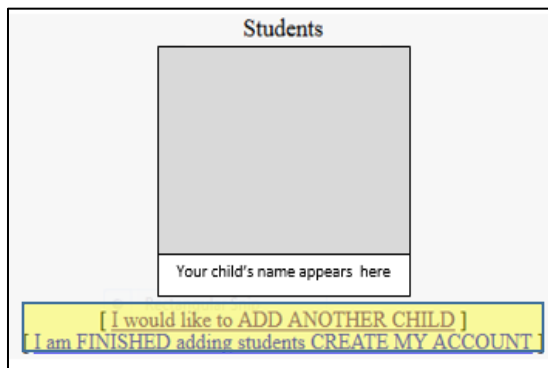 Students
Your child's name appears here
[ I would like to ADD ANOTHER CHILD ]
[ I am FINISHED adding students CREATE MY ACCOUNT ]